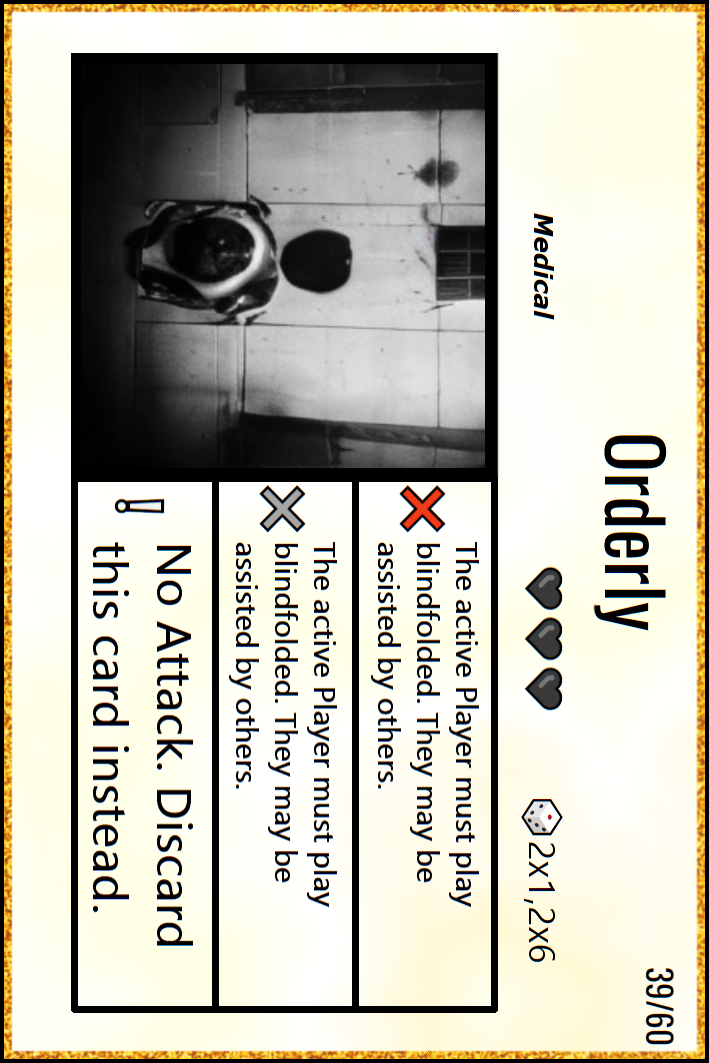 39/60
Orderly
Medical
2x1,2x6
The active Player must play
blindfolded. They may be
assisted by others.
The active Player must play
blindfolded. They may be
assisted by others.
No Attack. Discard
this card instead.